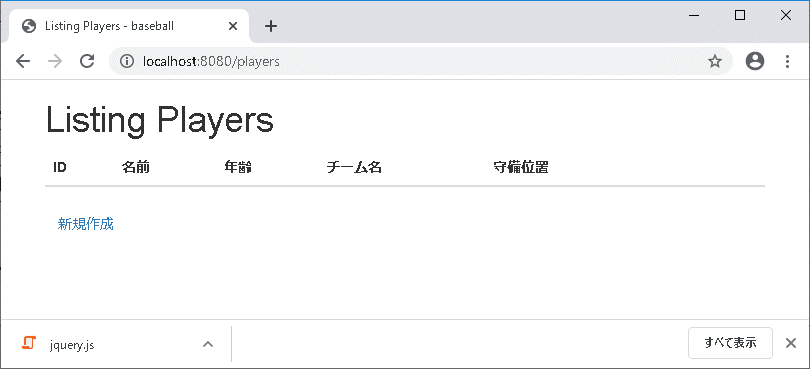 Listing Players - baseball
localhost:8080/players
Listing Players
ID 名前 年齢 チーム名 守備位置
新規作成
jquery.js すべて表示